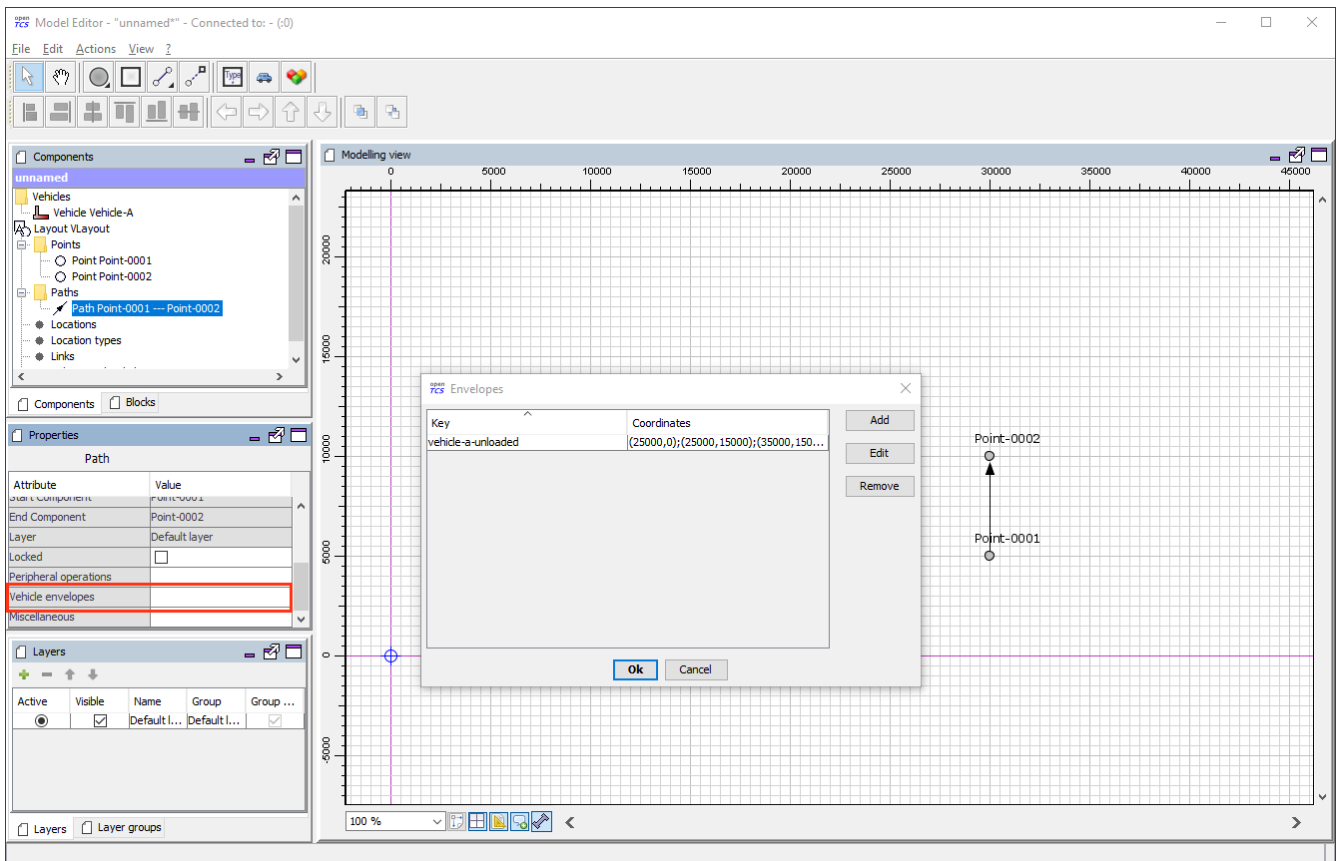 open TCS Model Editor - "unnamed*" - Connected to: - (:0)
File Edit Actions View ?
Type
Components
unnamed
Vehicles
Vehicle Vehicle-A
Layout VLayout
Points
Point Point-0001
Point Point-0002
Paths
Path Point-0001 --- Point-0002
Locations
Location types
Links
Components Blocks
Properties
Path
Attribute Value
Start Component Point-0001
End Component Point-0002
Layer Default layer
Locked
Peripheral operations
Vehicle envelopes
Miscellaneous
Layers
Active Visible Name Group Group ...
Default l... Default l...
Layers Layer groups
Modelling view
0 5000 10000 15000 20000 25000 30000 35000 40000 45000
20000
15000
10000
5000
0
-5000
Point-0002
Point-0001
open TCS Envelopes
Key Coordinates
vehicle-a-unloaded (25000,0);(25000,15000);(35000,150...
Add
Edit
Remove
Ok Cancel
100 %